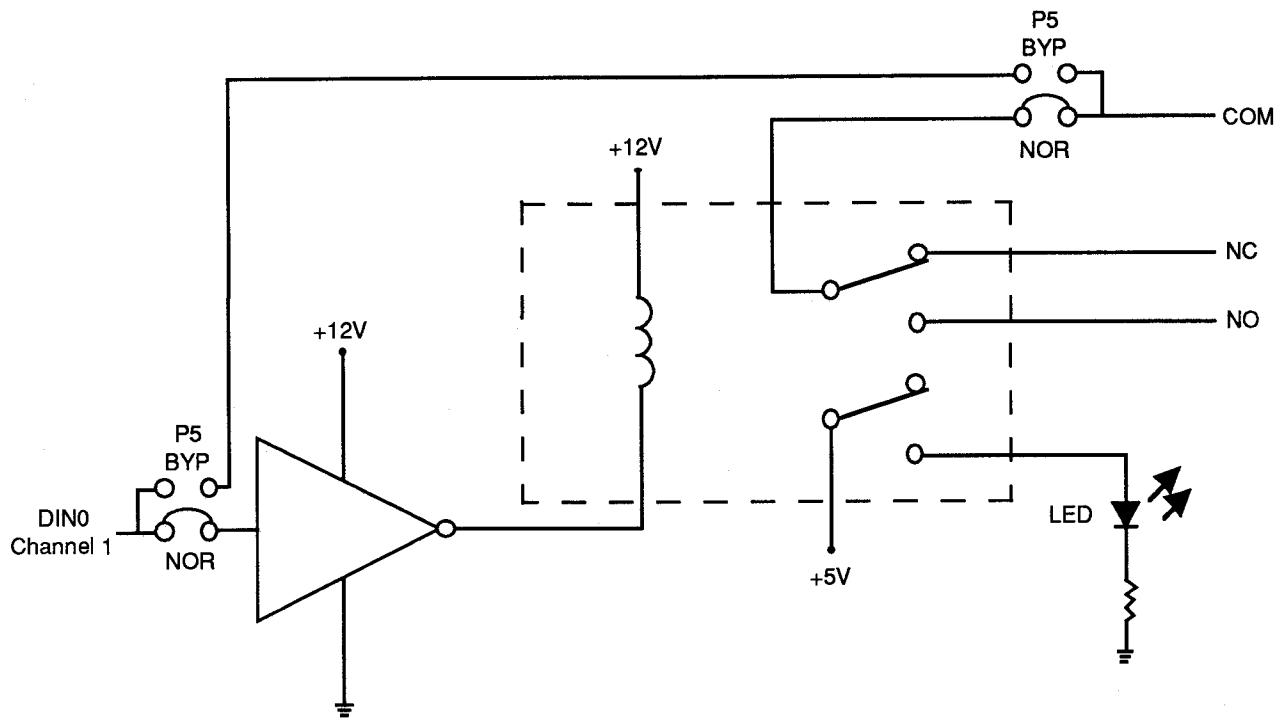 P5
BYP
COM
NOR
+12V
NC
NO
+12V
P5
BYP
DIN0
Channel 1
NOR
LED
+5V